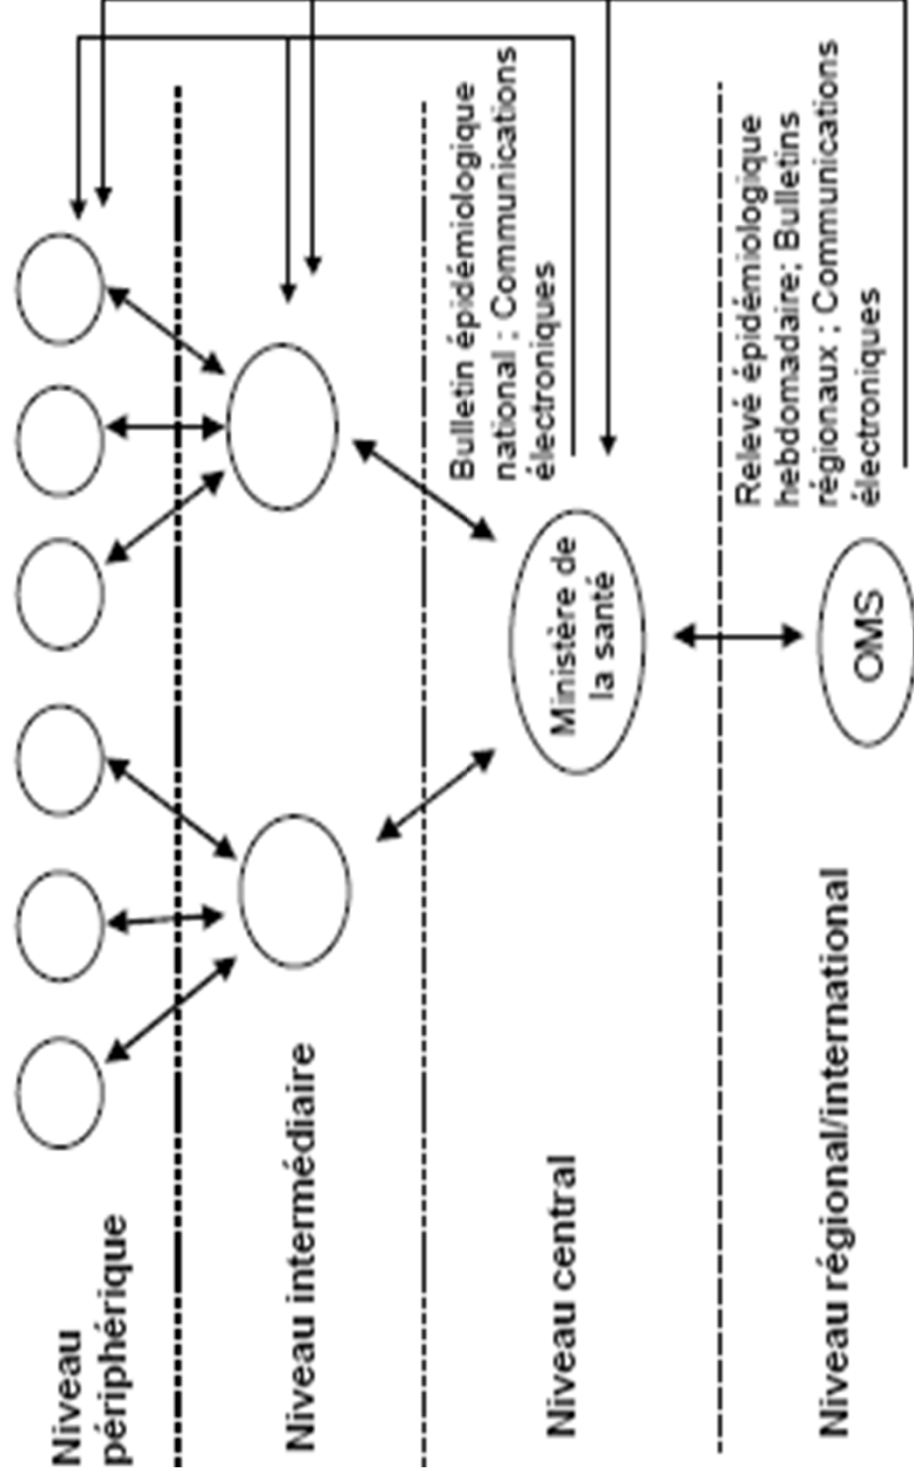 Niveau
périphérique
Niveau intermédiaire
Bulletin épidémiologique
national ; Communications
électroniques
Niveau central
Ministère de
la santé
Relevé épidémiologique
hebdomadaire; Bulletins
régionaux ; Communications
électroniques
Niveau régional/international
OMS